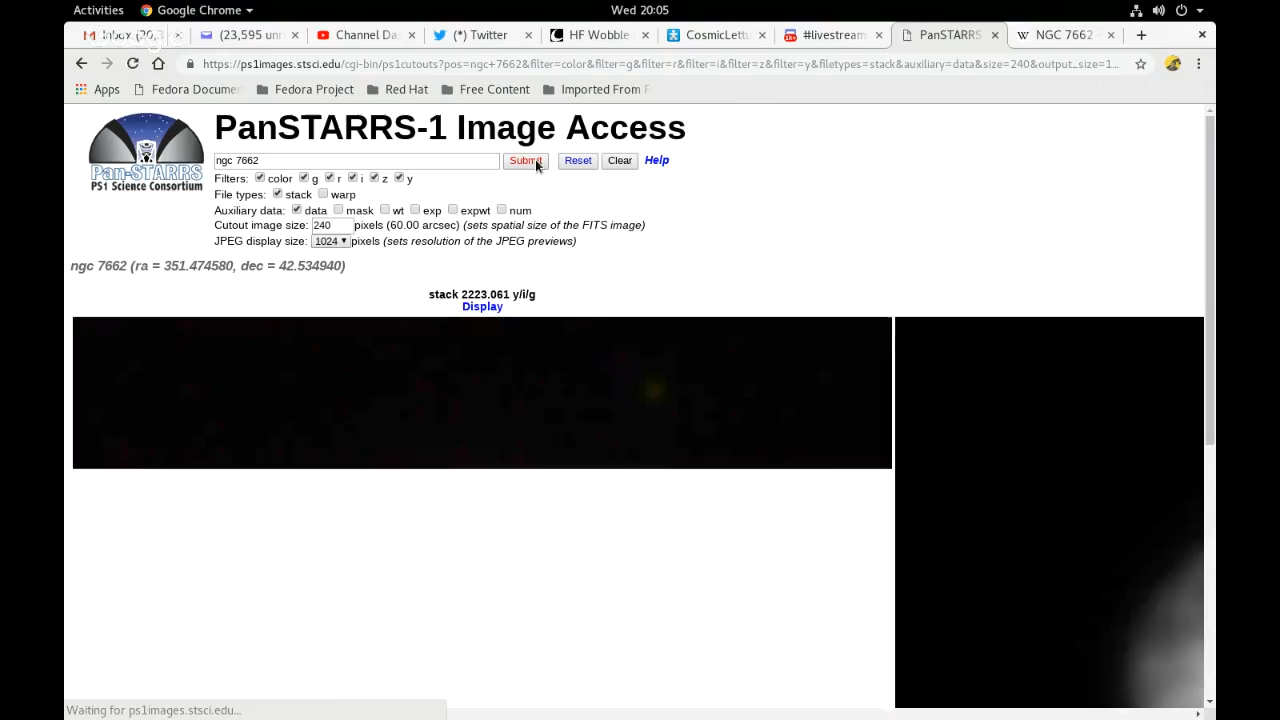 Activities Google Chrome Wed 20:05
Inbox (20,3 (23,595 unr Channel Da (*) Twitter HF Wobble CosmicLettu #livestream PanSTARRS NGC 7662 -
https://ps1images.stsci.edu/cgi-bin/ps1cutouts?pos=ngc+7662&filter=color&filter=g&filter=r&filter=i&filter=z&filter=y&filetypes=stack&auxiliary=data&size=240&output_size=1...
Apps Fedora Documen Fedora Project Red Hat Free Content Imported From F
PanSTARRS-1 Image Access
Pan-STARRS
PS1 Science Consortium
ngc 7662 Submit Reset Clear Help
Filters: color g r i z y
File types: stack warp
Auxiliary data: data mask wt exp expwt num
Cutout image size: 240 pixels (60.00 arcsec) (sets spatial size of the FITS image)
JPEG display size: 1024 pixels (sets resolution of the JPEG previews)
ngc 7662 (ra = 351.474580, dec = 42.534940)
stack 2223.061 y/i/g
Display
Waiting for ps1images.stsci.edu...